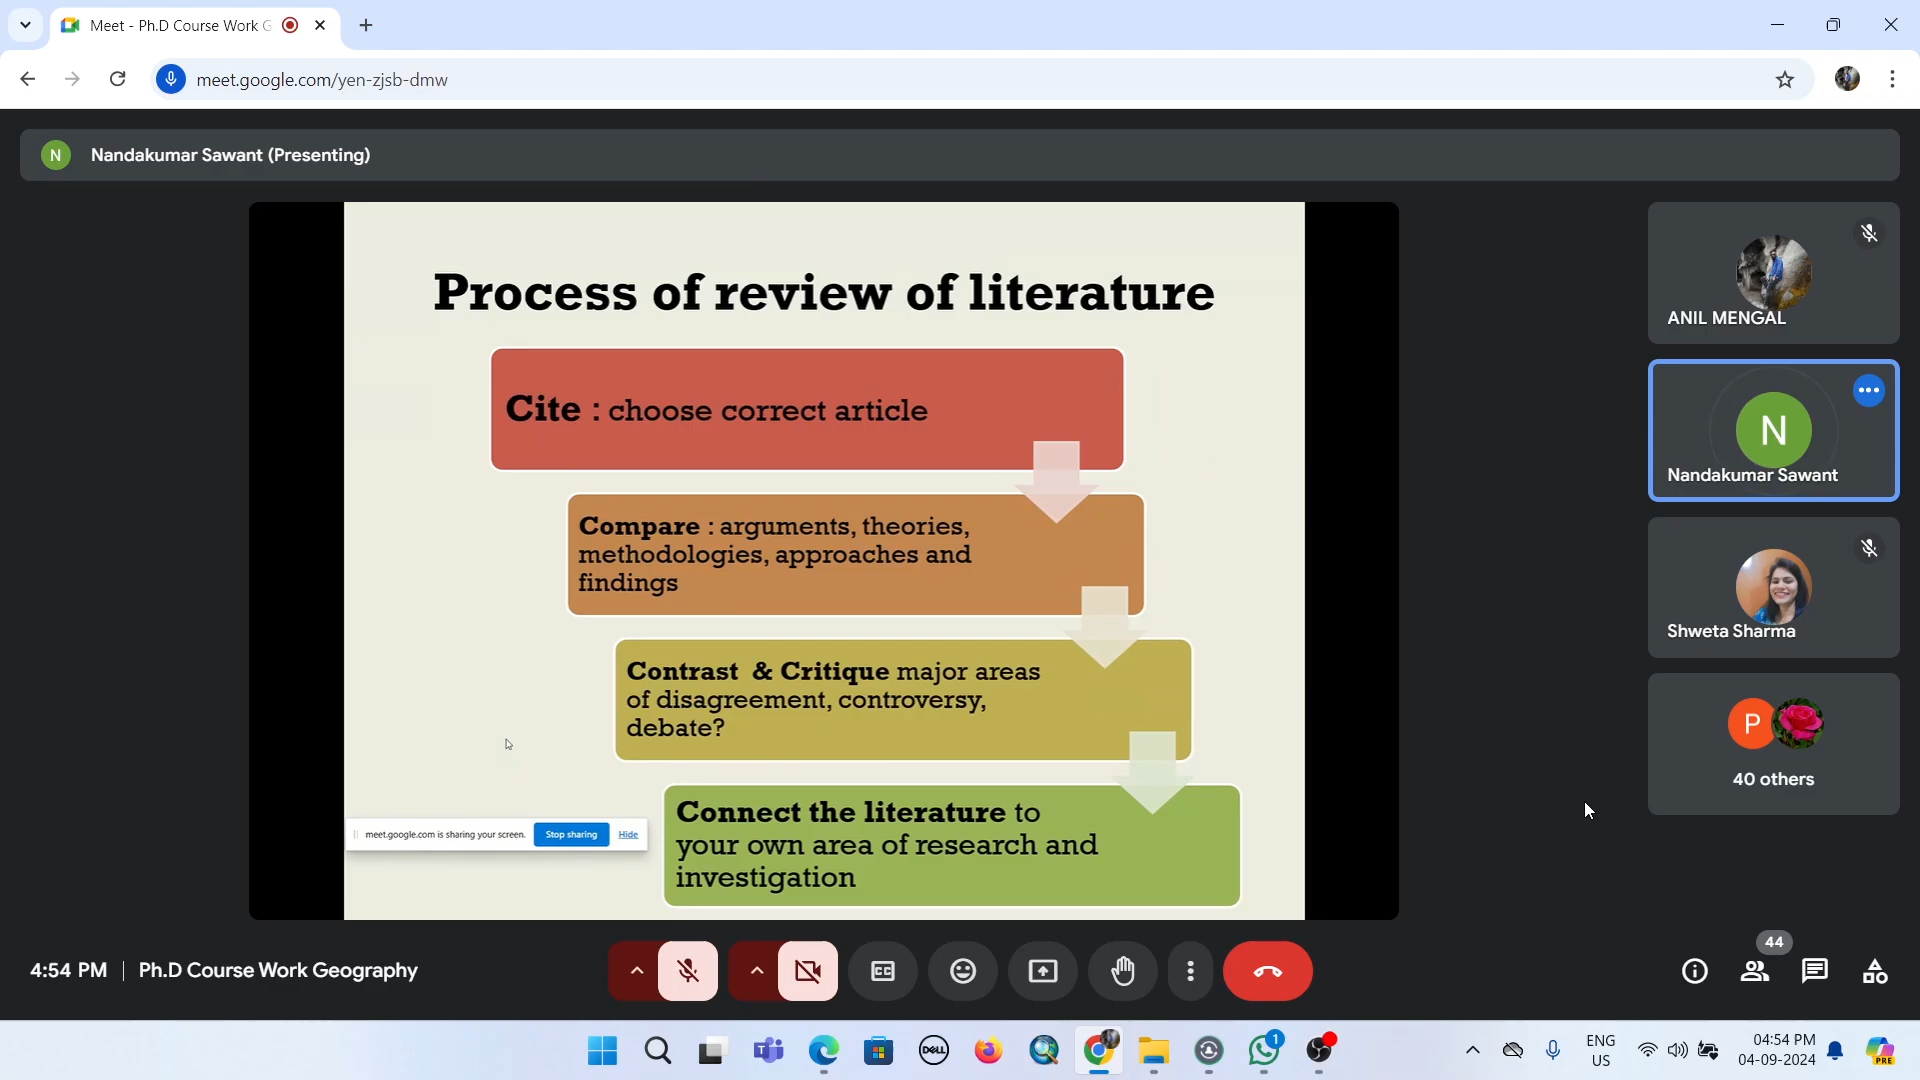 Meet - Ph.D Course Work G
meet.google.com/yen-zjsb-dmw
N
Nandakumar Sawant (Presenting)
Process of review of literature
Cite : choose correct article
Compare : arguments, theories,
methodologies, approaches and
findings
Contrast & Critique major areas
of disagreement, controversy,
debate?
Connect the literature to
your own area of research and
investigation
meet.google.com is sharing your screen.
Stop sharing
Hide
ANIL MENGAL
N
Nandakumar Sawant
Shweta Sharma
P
40 others
4:54 PM
Ph.D Course Work Geography
CC
44
DELL
1
ENG
US
04:54 PM
04-09-2024
PRE